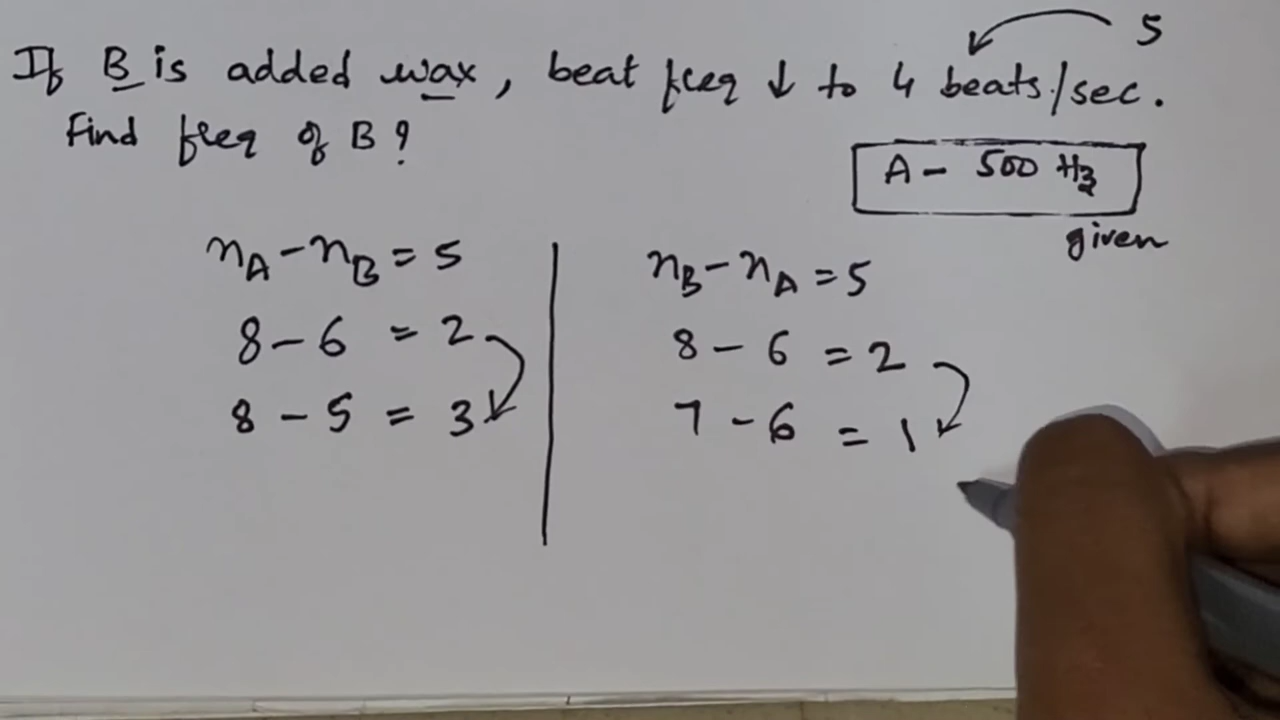 5
If B is added wax, beat freq ↓ to 4 beats/sec.
Find freq of B?
A - 500 Hz
given
nA - nB = 5
8 - 6 = 2
8 - 5 = 3
nB - nA = 5
8 - 6 = 2
7 - 6 = 1